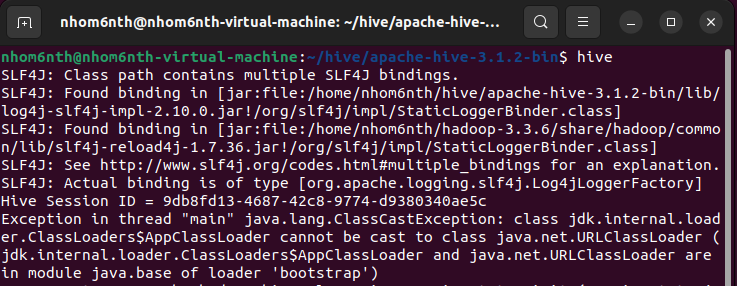 nhom6nth@nhom6nth-virtual-machine: ~/hive/apache-hive-3....
nhom6nth@nhom6nth-virtual-machine:~/hive/apache-hive-3.1.2-bin$ hive
SLF4J: Class path contains multiple SLF4J bindings.
SLF4J: Found binding in [jar:file:/home/nhom6nth/hive/apache-hive-3.1.2-bin/lib/
log4j-slf4j-impl-2.10.0.jar!/org/slf4j/impl/StaticLoggerBinder.class]
SLF4J: Found binding in [jar:file:/home/nhom6nth/hadoop-3.3.6/share/hadoop/commo
n/lib/slf4j-reload4j-1.7.36.jar!/org/slf4j/impl/StaticLoggerBinder.class]
SLF4J: See http://www.slf4j.org/codes.html#multiple_bindings for an explanation.
SLF4J: Actual binding is of type [org.apache.logging.slf4j.Log4jLoggerFactory]
Hive Session ID = 9db8fd13-4687-42c8-9774-d9380340ae5c
Exception in thread "main" java.lang.ClassCastException: class jdk.internal.load
er.ClassLoaders$AppClassLoader cannot be cast to class java.net.URLClassLoader (
jdk.internal.loader.ClassLoaders$AppClassLoader and java.net.URLClassLoader are
in module java.base of loader 'bootstrap')